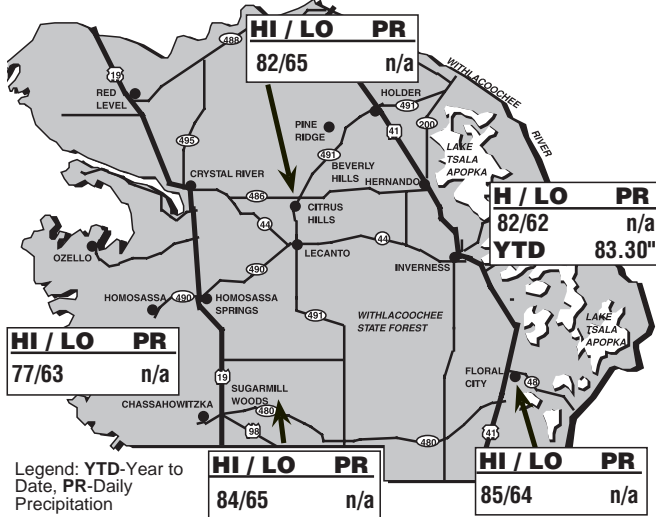 HI / LO PR
82/65 n/a
488
19
RED
LEVEL
HOLDER
WITHLACOOCHEE
RIVER
491
200
41
PINE
RIDGE
495
491
BEVERLY
HILLS
LAKE
TSALA
APOPKA
CRYSTAL RIVER
486
HERNANDO
H / LO PR
82/62 n/a
YTD 83.30"
CITRUS
HILLS
44
LECANTO
44
OZELLO
490
INVERNESS
HOMOSASSA
490
HOMOSASSA
SPRINGS
491
WITHLACOOCHEE
STATE FOREST
LAKE
TSALA
APOPKA
HI / LO PR
77/63 n/a
19
SUGARMILL
WOODS
FLORAL
CITY
48
CHASSAHOWITZKA
480
98
480
41
Legend: YTD-Year to
Date, PR-Daily
Precipitation
HI / LO PR
84/65 n/a
HI / LO PR
85/64 n/a